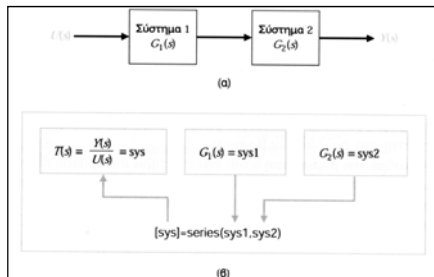 U(s) Σύστημα 1 G₁(s) Σύστημα 2 G₂(s) Y(s)
(α)
T(s) = Y(s)/U(s) = sys G₁(s) = sys1 G₂(s) = sys2
[sys]=series(sys1,sys2)
(β)